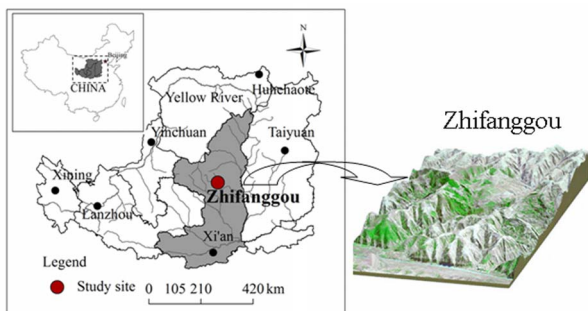 Beijing
CHINA
N
Huhehaote
Yellow River
Yinchuan
Taiyuan
Zhifanggou
Xining
Zhifanggou
Lanzhou
Xi'an
Legend
Study site
0 105 210 420 km